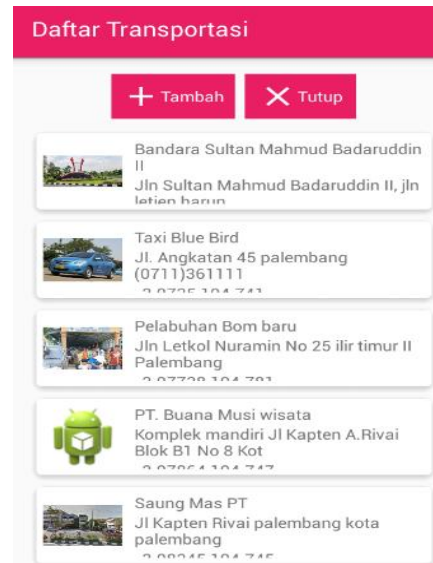 Daftar Transportasi
+ Tambah
X Tutup
Bandara Sultan Mahmud Badaruddin
II
Jln Sultan Mahmud Badaruddin II, jln
letjen harun
Taxi Blue Bird
Jl. Angkatan 45 palembang
(0711)361111
Pelabuhan Bom baru
Jln Letkol Nuramin No 25 ilir timur II
Palembang
PT. Buana Musi wisata
Komplek mandiri Jl Kapten A.Rivai
Blok B1 No 8 Kot
Saung Mas PT
Jl Kapten Rivai palembang kota
palembang